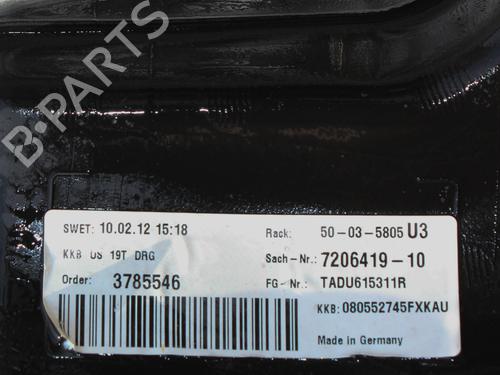 B-PARTS
SWET: 10.02.12 15:18
Rack: 50-03-5805 U3
KKB US 19T DRG
Sach-Nr.: 7206419-10
Order: 3785546
FG-Nr.: TADU615311R
KKB: 080552745FXKAU
Made in Germany